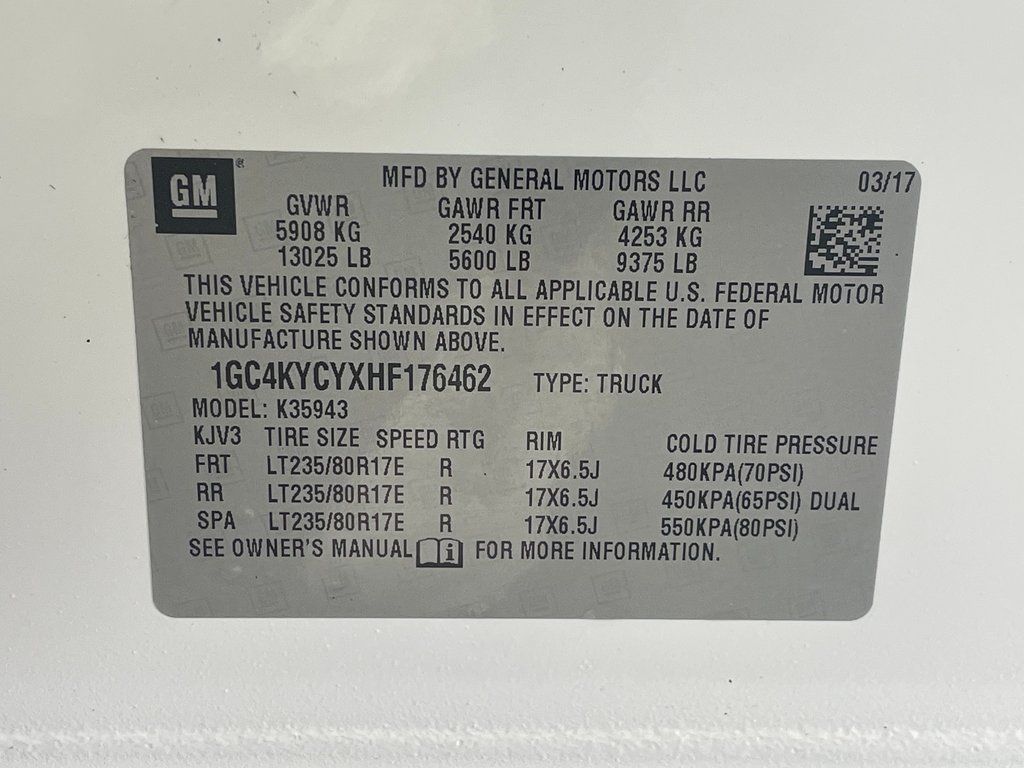 GM ® MFD BY GENERAL MOTORS LLC 03/17
GVWR GAWR FRT GAWR RR
5908 KG 2540 KG 4253 KG
13025 LB 5600 LB 9375 LB
THIS VEHICLE CONFORMS TO ALL APPLICABLE U.S. FEDERAL MOTOR
VEHICLE SAFETY STANDARDS IN EFFECT ON THE DATE OF
MANUFACTURE SHOWN ABOVE.
1GC4KYCYXHF176462 TYPE: TRUCK
MODEL: K35943
KJV3 TIRE SIZE SPEED RTG RIM COLD TIRE PRESSURE
FRT LT235/80R17E R 17X6.5J 480KPA(70PSI)
RR LT235/80R17E R 17X6.5J 450KPA(65PSI) DUAL
SPA LT235/80R17E R 17X6.5J 550KPA(80PSI)
SEE OWNER'S MANUAL i FOR MORE INFORMATION.